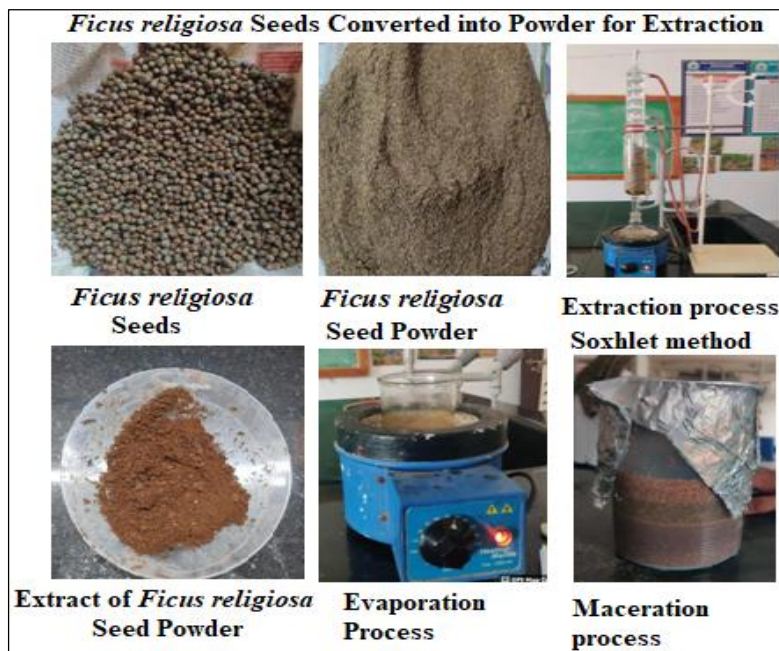 Ficus religiosa Seeds Converted into Powder for Extraction
Ficus religiosa
Seeds
Ficus religiosa
Seed Powder
Extraction process
Soxhlet method
Extract of Ficus religiosa
Seed Powder
Evaporation
Process
Maceration
process